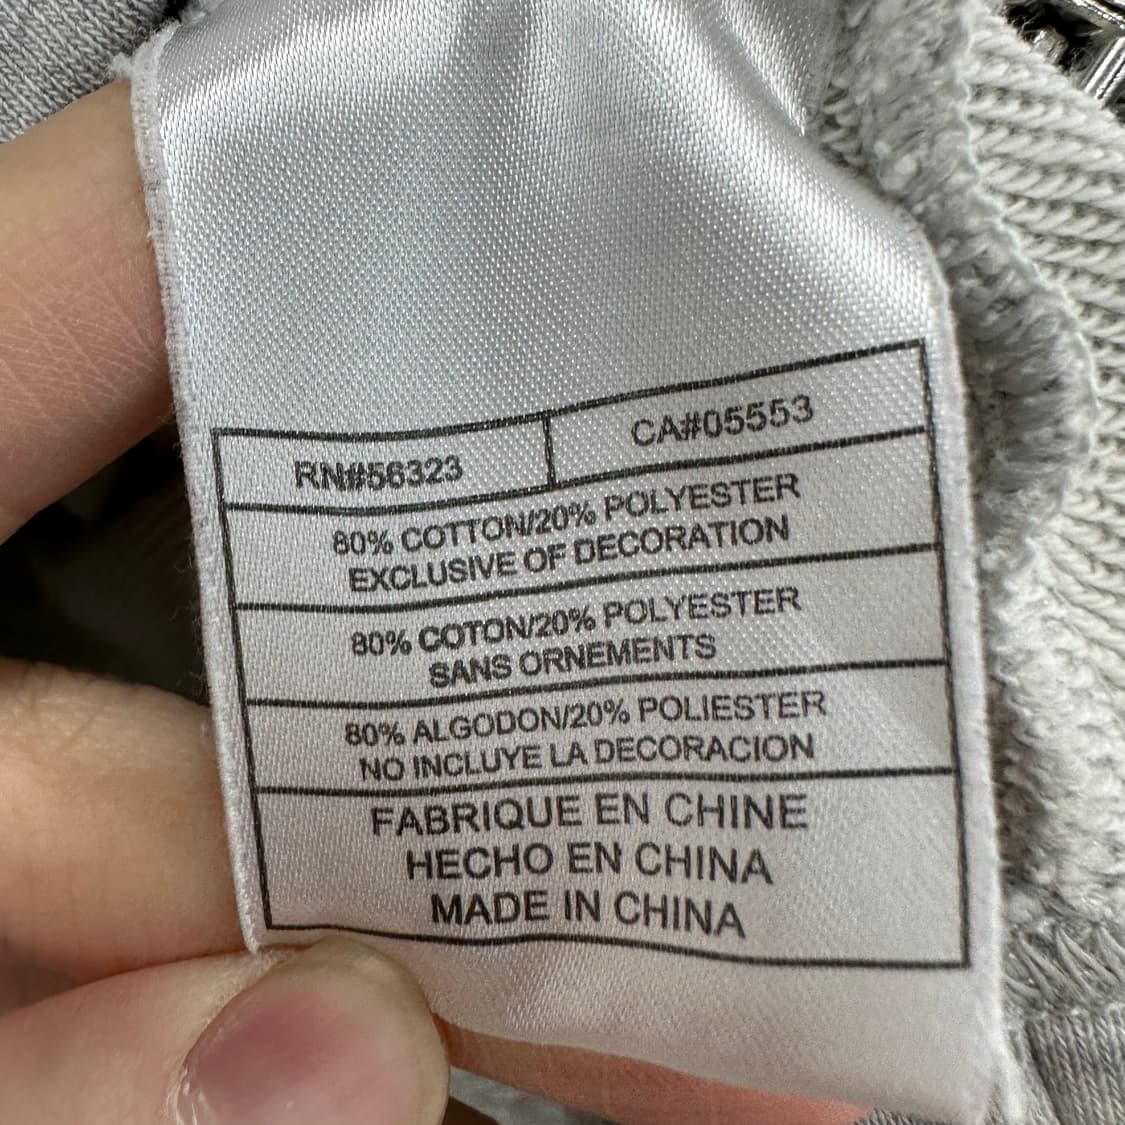 RN#56323
CA#05553
80% COTTON/20% POLYESTER
EXCLUSIVE OF DECORATION
80% COTON/20% POLYESTER
SANS ORNEMENTS
80% ALGODON/20% POLIESTER
NO INCLUYE LA DECORACION
FABRIQUE EN CHINE
HECHO EN CHINA
MADE IN CHINA